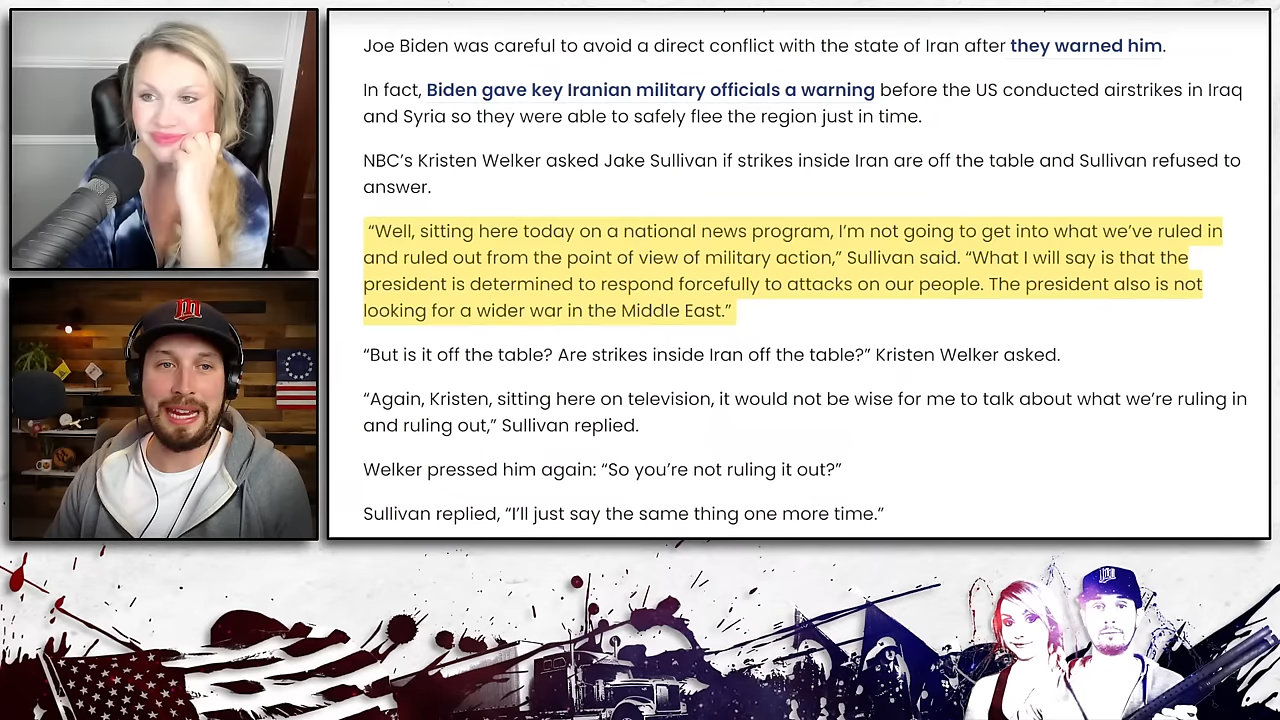 Joe Biden was careful to avoid a direct conflict with the state of Iran after they warned him.
In fact, Biden gave key Iranian military officials a warning before the US conducted airstrikes in Iraq
and Syria so they were able to safely flee the region just in time.
NBC’s Kristen Welker asked Jake Sullivan if strikes inside Iran are off the table and Sullivan refused to
answer.
“Well, sitting here today on a national news program, I’m not going to get into what we’ve ruled in
and ruled out from the point of view of military action,” Sullivan said. “What I will say is that the
president is determined to respond forcefully to attacks on our people. The president also is not
looking for a wider war in the Middle East.”
“But is it off the table? Are strikes inside Iran off the table?” Kristen Welker asked.
“Again, Kristen, sitting here on television, it would not be wise for me to talk about what we’re ruling in
and ruling out,” Sullivan replied.
Welker pressed him again: “So you’re not ruling it out?”
Sullivan replied, “I’ll just say the same thing one more time.”